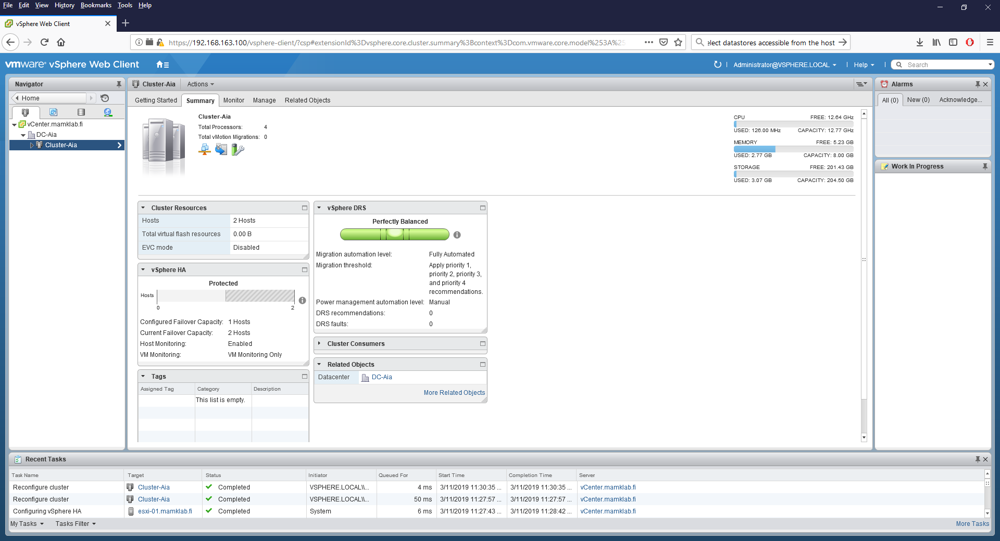 File Edit View History Bookmarks Tools Help
vSphere Web Client
https://192.168.163.100/vsphere-client/?csp#extensionId%3Dvsphere.core.cluster.summary%3Bcontext%3Dcom.vmware.core.model%253A%25
elect datastores accessible from the host
vmware® vSphere Web Client
Administrator@VSPHERE.LOCAL
Help
Search
Navigator
Home
vCenter.mamklab.fi
DC-Aia
Cluster-Aia
Cluster-Aia Actions
Getting Started Summary Monitor Manage Related Objects
Cluster-Aia
Total Processors: 4
Total vMotion Migrations: 0
CPU FREE: 12.64 GHz
USED: 126.00 MHz CAPACITY: 12.77 GHz
MEMORY FREE: 5.23 GB
USED: 2.77 GB CAPACITY: 8.00 GB
STORAGE FREE: 201.43 GB
USED: 3.07 GB CAPACITY: 204.50 GB
Cluster Resources
Hosts 2 Hosts
Total virtual flash resources 0.00 B
EVC mode Disabled
vSphere HA
Protected
Hosts
0 2
Configured Failover Capacity: 1 Hosts
Current Failover Capacity: 2 Hosts
Host Monitoring: Enabled
VM Monitoring: VM Monitoring Only
Tags
Assigned Tag Category Description
This list is empty.
vSphere DRS
Perfectly Balanced
Migration automation level: Fully Automated
Migration threshold: Apply priority 1,
priority 2, priority 3,
and priority 4
recommendations.
Power management automation level: Manual
DRS recommendations: 0
DRS faults: 0
Cluster Consumers
Related Objects
Datacenter DC-Aia
More Related Objects
Alarms
All (0) New (0) Acknowledge...
Work In Progress
Recent Tasks
Task Name Target Status Initiator Queued For Start Time Completion Time Server
Reconfigure cluster Cluster-Aia Completed VSPHERE.LOCAL\\... 4 ms 3/11/2019 11:30:35 ... 3/11/2019 11:30:35 ... vCenter.mamklab.fi
Reconfigure cluster Cluster-Aia Completed VSPHERE.LOCAL\\... 50 ms 3/11/2019 11:27:57 ... 3/11/2019 11:27:57 ... vCenter.mamklab.fi
Configuring vSphere HA esxi-01.mamklab.fi Completed System 6 ms 3/11/2019 11:27:43 ... 3/11/2019 11:28:42 ... vCenter.mamklab.fi
My Tasks Tasks Filter More Tasks